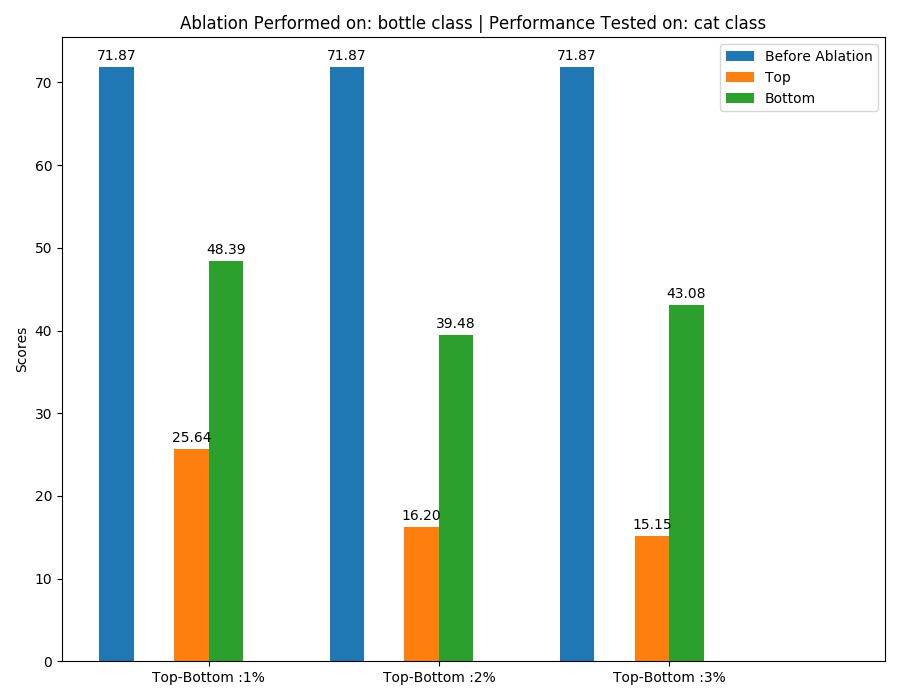 Ablation Performed on: bottle class | Performance Tested on: cat class
Before Ablation
Top
Bottom
Scores
70
60
50
40
30
20
10
0
71.87
25.64
48.39
71.87
16.20
39.48
71.87
15.15
43.08
Top-Bottom :1%
Top-Bottom :2%
Top-Bottom :3%